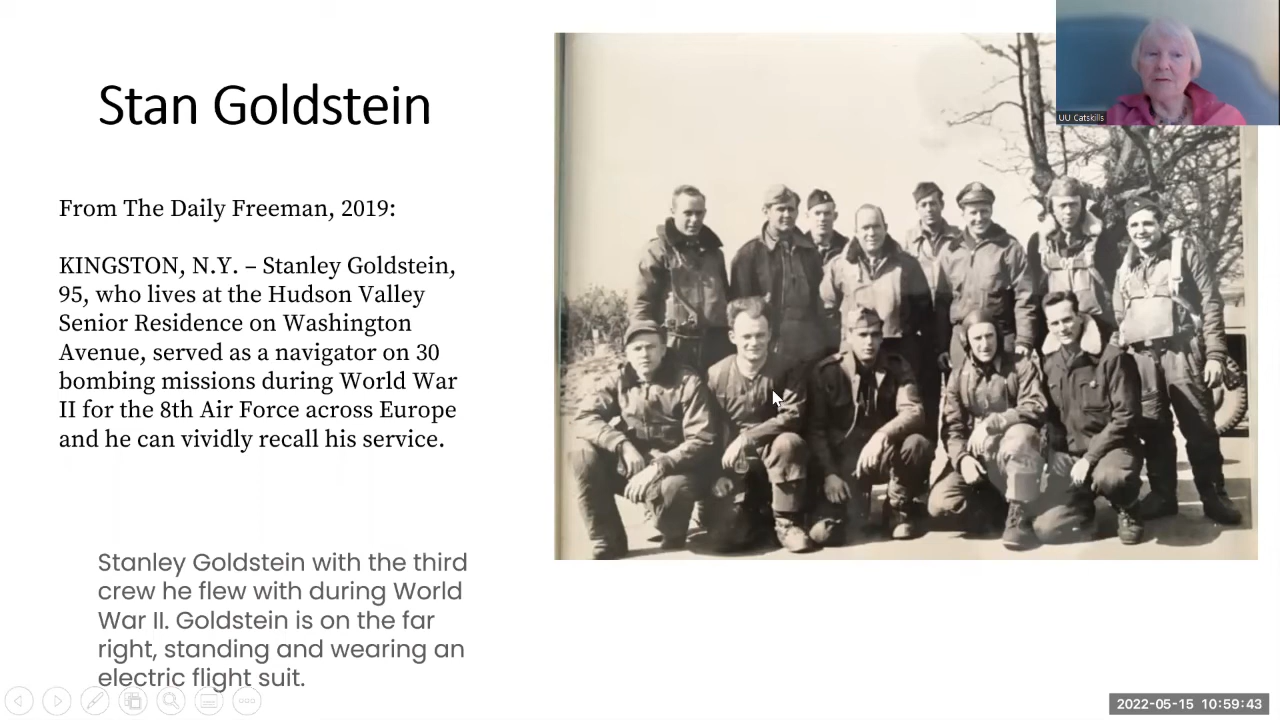 Stan Goldstein
From The Daily Freeman, 2019:
KINGSTON, N.Y. – Stanley Goldstein,
95, who lives at the Hudson Valley
Senior Residence on Washington
Avenue, served as a navigator on 30
bombing missions during World War
II for the 8th Air Force across Europe
and he can vividly recall his service.
Stanley Goldstein with the third
crew he flew with during World
War II. Goldstein is on the far
right, standing and wearing an
electric flight suit.
UU Catskills
2022-05-15 10:59:43